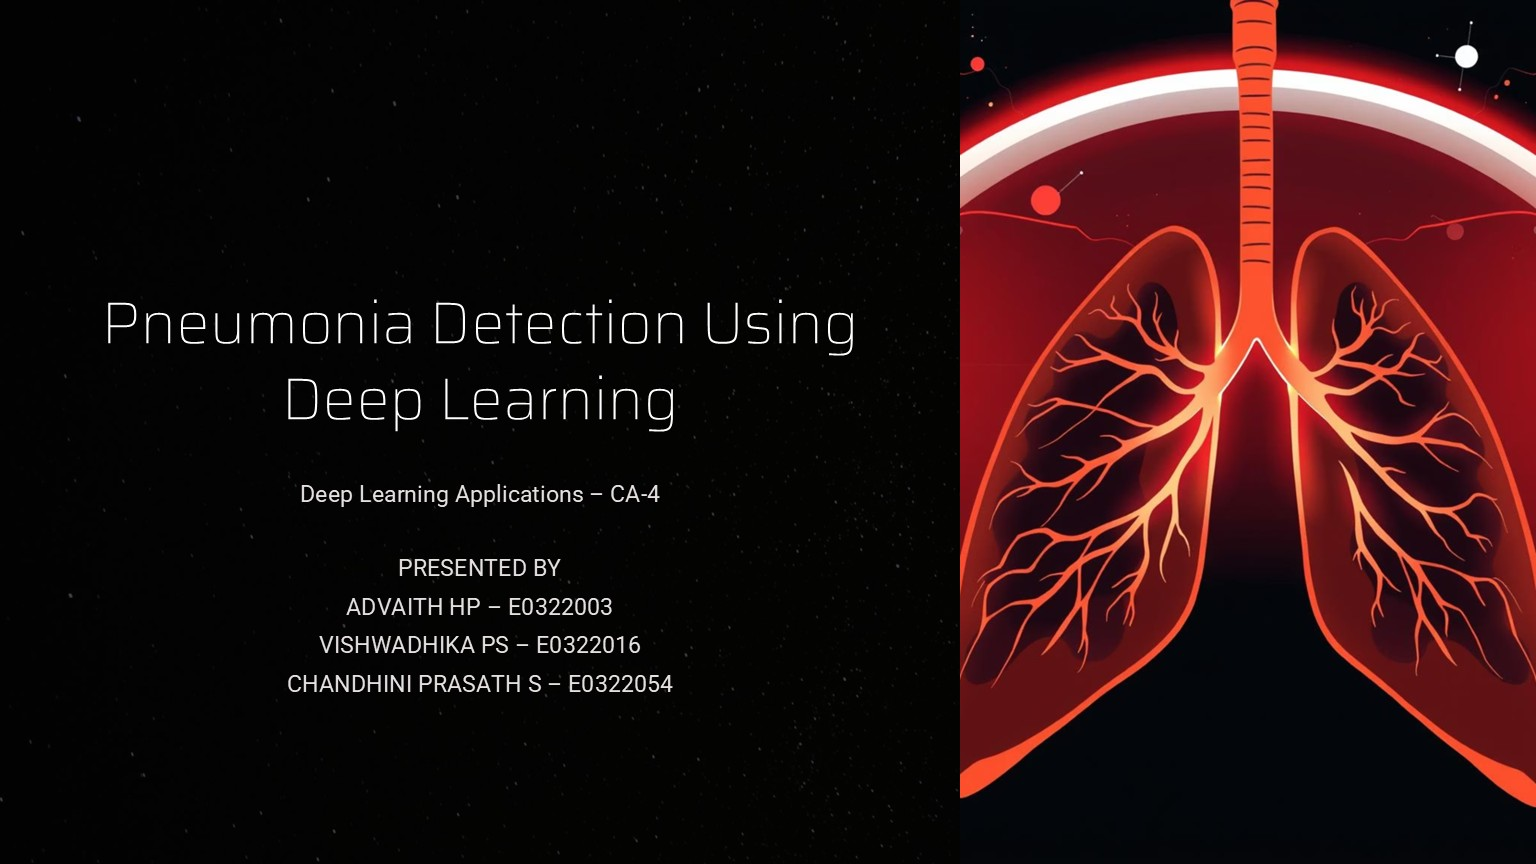 Pneumonia Detection Using
Deep Learning
Deep Learning Applications – CA-4
PRESENTED BY
ADVAITH HP – E0322003
VISHWADHIKA PS – E0322016
CHANDHINI PRASATH S – E0322054